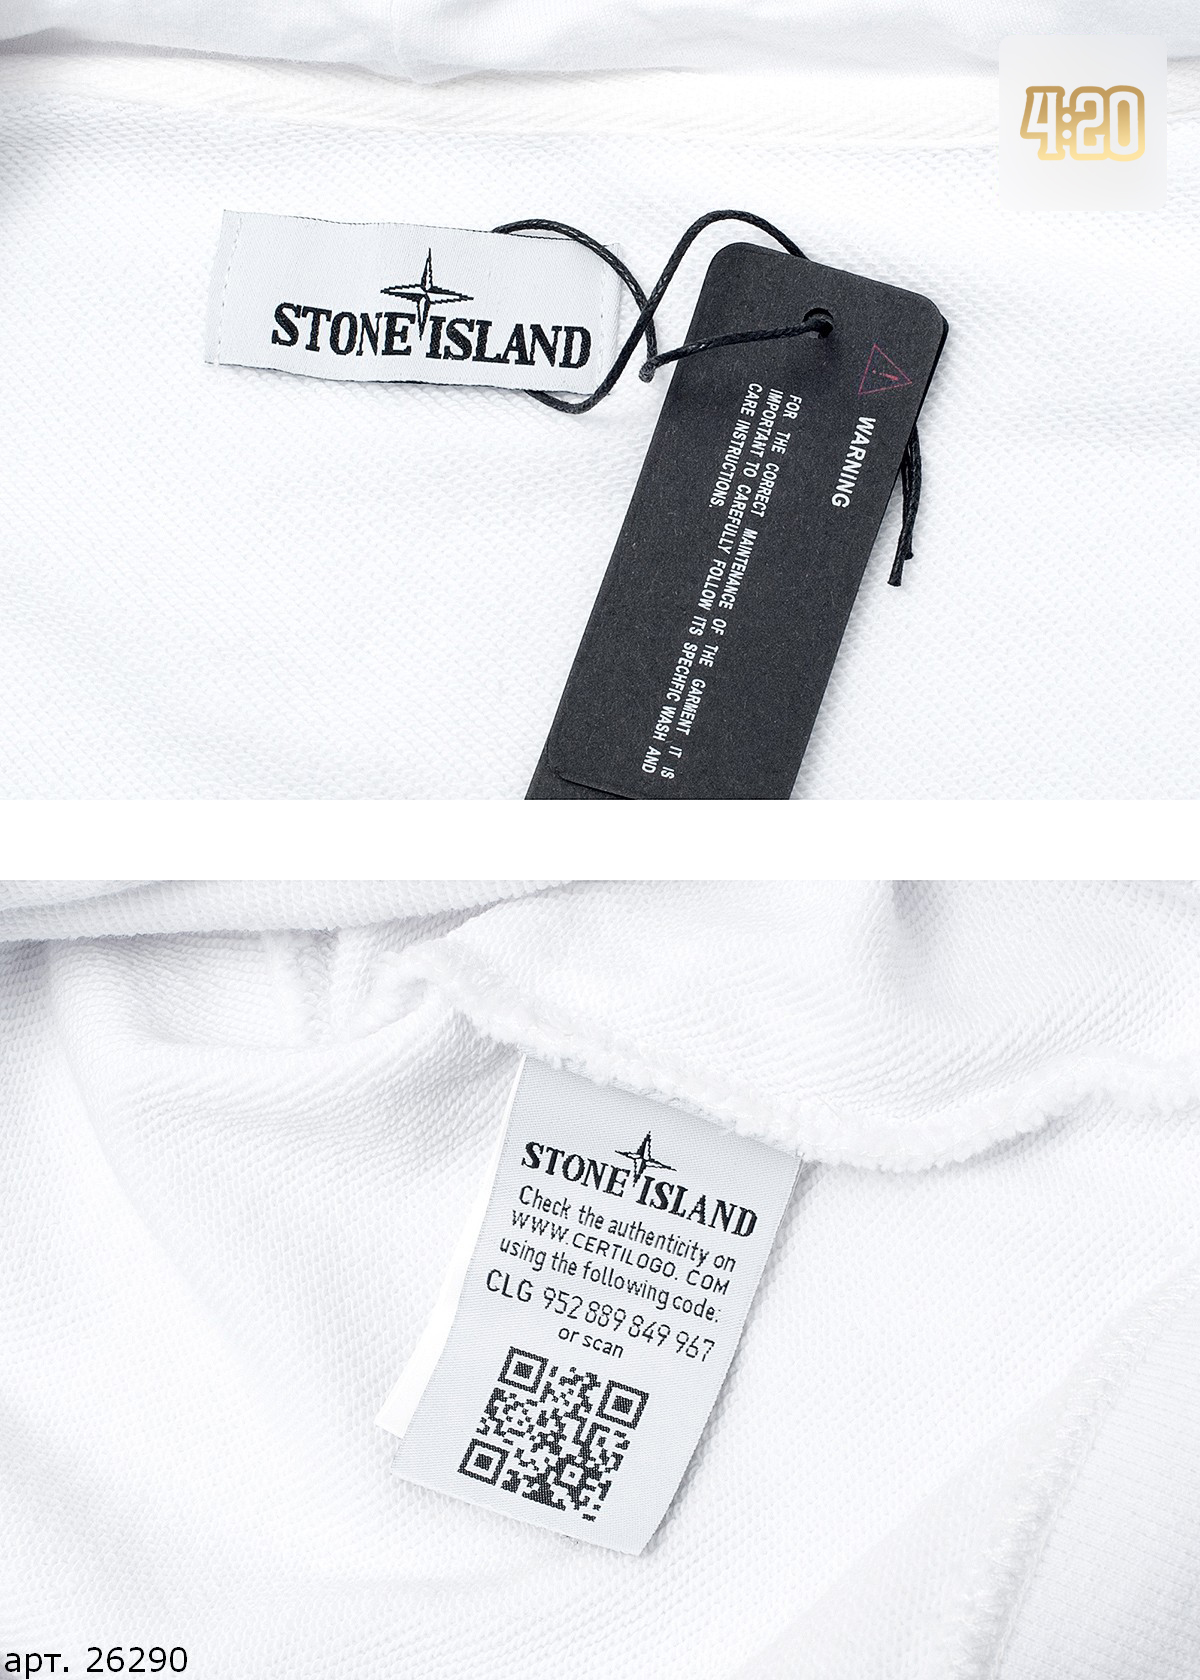 4:20
STONE ISLAND
WARNING
FOR THE CORRECT MAINTENANCE OF THE GARMENT IT IS
IMPORTANT TO CAREFULLY FOLLOW ITS SPECHFIC WASH AND
CARE INSTRUCTIONS.
STONE ISLAND
Check the authenticity on
WWW.CERTILOGO.COM
using the following code:
CLG 952 889 849 967
or scan
арт. 26290